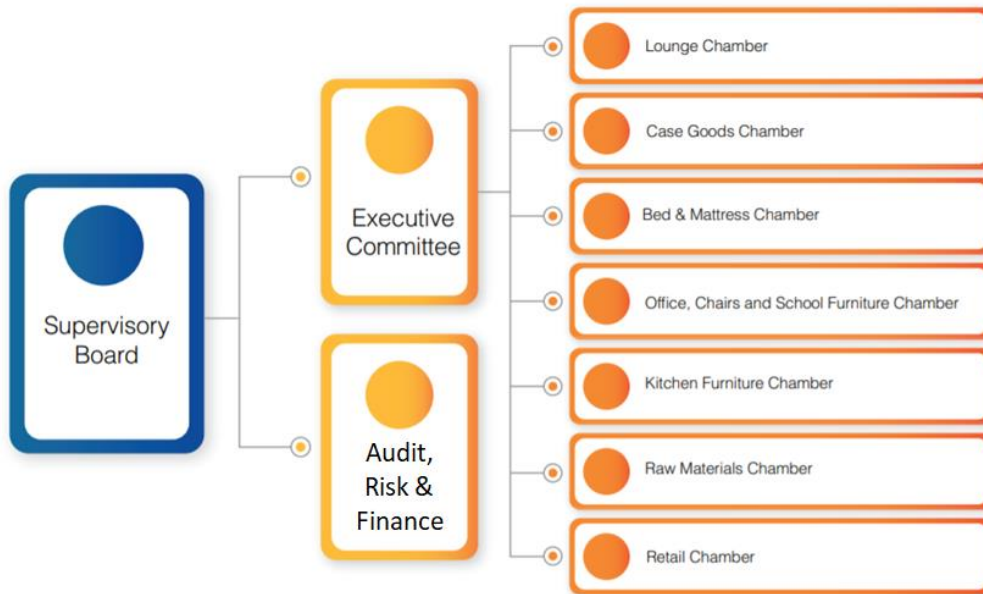 Supervisory
Board
Executive
Committee
Audit,
Risk &
Finance
Lounge Chamber
Case Goods Chamber
Bed & Mattress Chamber
Office, Chairs and School Furniture Chamber
Kitchen Furniture Chamber
Raw Materials Chamber
Retail Chamber